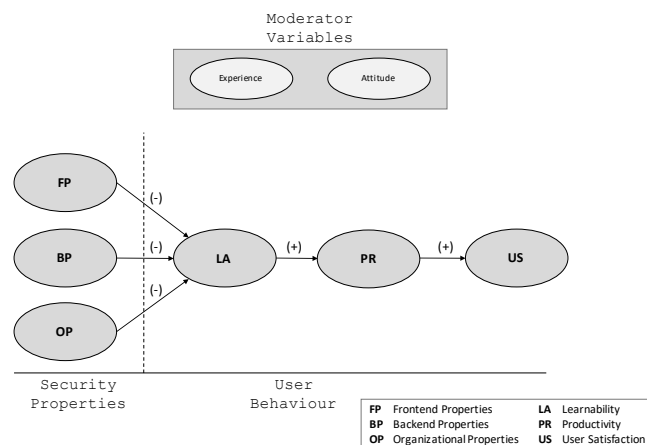 Moderator
Variables
Experience
Attitude
FP
(-)
BP
(-)
LA
(+)
PR
(+)
US
(-)
OP
Security
Properties
User
Behaviour
FP Frontend Properties LA Learnability
BP Backend Properties PR Productivity
OP Organizational Properties US User Satisfaction